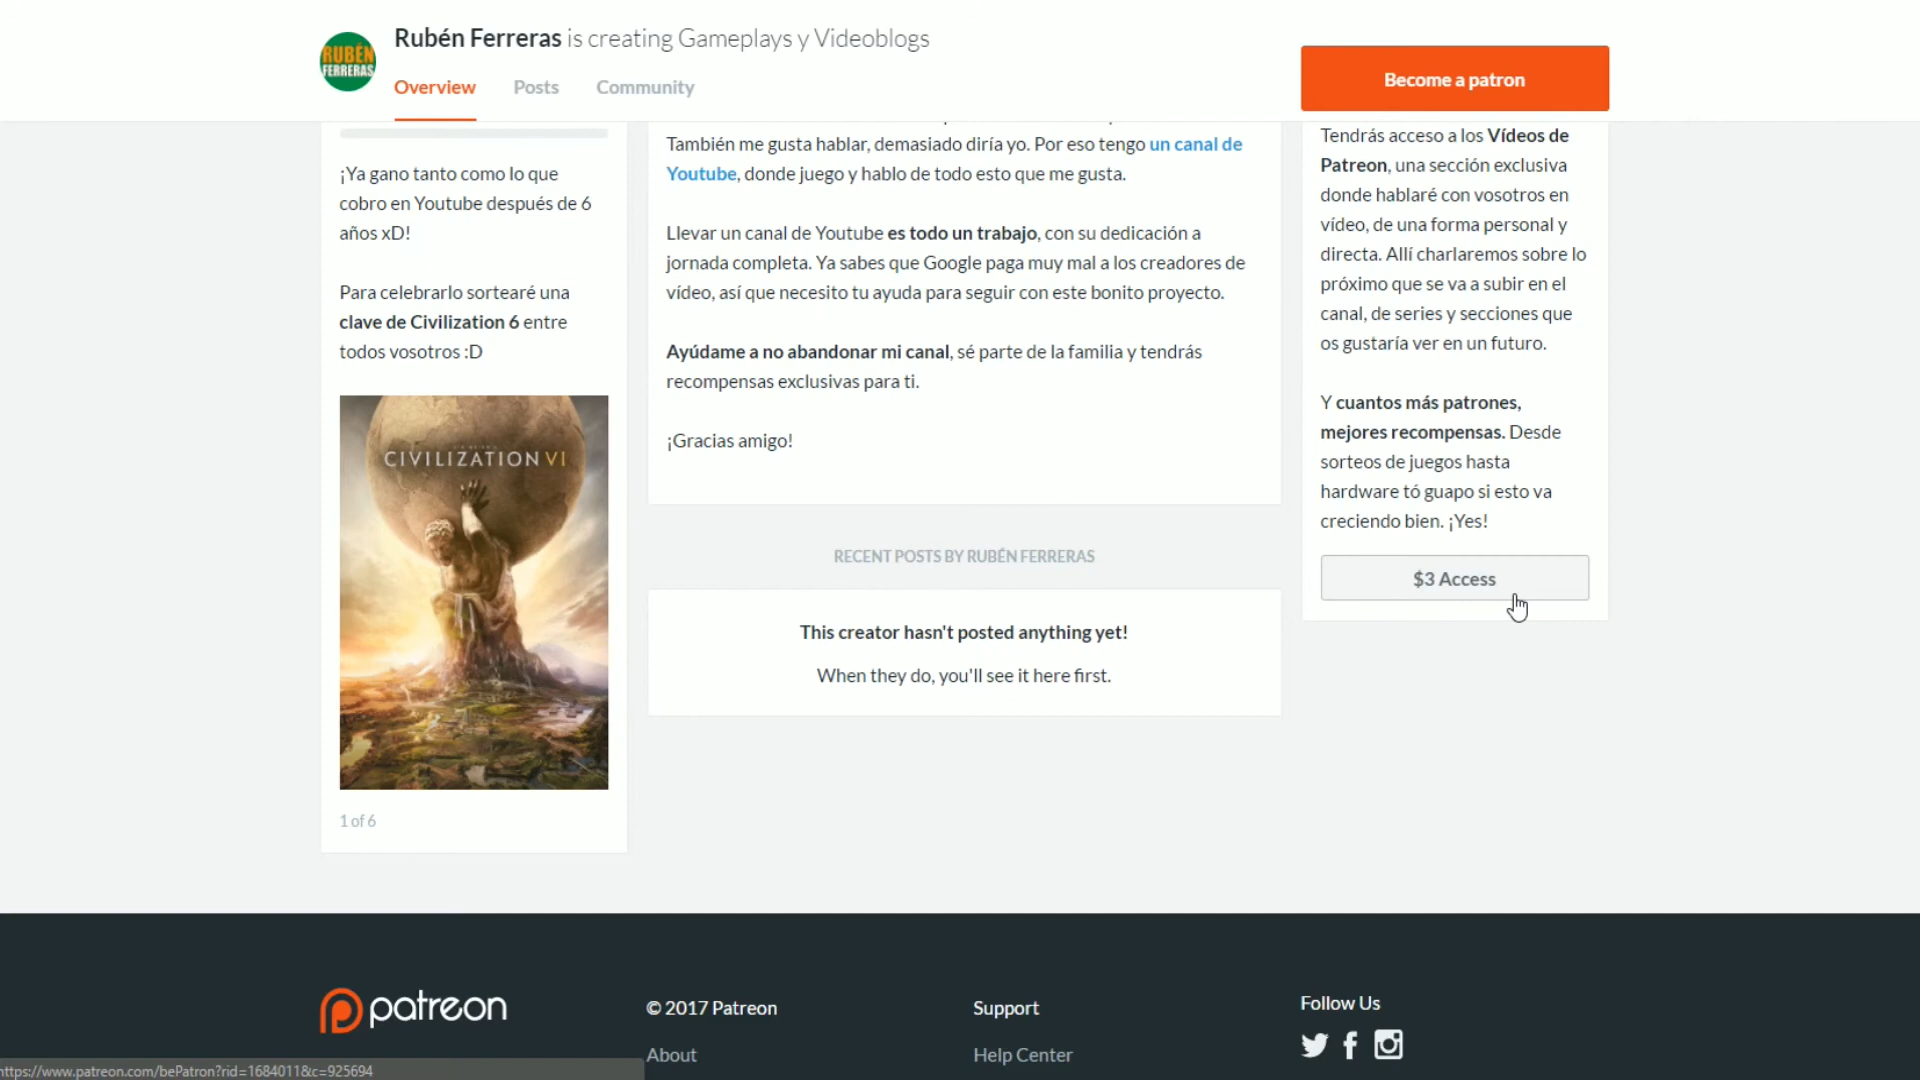 Rubén Ferreras is creating Gameplays y Videoblogs
RUBÉN
FERRERAS
Overview
Posts
Community
Become a patron
¡Ya gano tanto como lo que
cobro en Youtube después de 6
años xD!
Para celebrarlo sortearé una
clave de Civilization 6 entre
todos vosotros :D
CIVILIZATION VI
1 of 6
También me gusta hablar, demasiado diría yo. Por eso tengo un canal de
Youtube, donde juego y hablo de todo esto que me gusta.
Llevar un canal de Youtube es todo un trabajo, con su dedicación a
jornada completa. Ya sabes que Google paga muy mal a los creadores de
vídeo, así que necesito tu ayuda para seguir con este bonito proyecto.
Ayúdame a no abandonar mi canal, sé parte de la familia y tendrás
recompensas exclusivas para ti.
¡Gracias amigo!
RECENT POSTS BY RUBÉN FERRERAS
This creator hasn't posted anything yet!
When they do, you'll see it here first.
Tendrás acceso a los Vídeos de
Patreon, una sección exclusiva
donde hablaré con vosotros en
vídeo, de una forma personal y
directa. Allí charlaremos sobre lo
próximo que se va a subir en el
canal, de series y secciones que
os gustaría ver en un futuro.
Y cuantos más patrones,
mejores recompensas. Desde
sorteos de juegos hasta
hardware tó guapo si esto va
creciendo bien. ¡Yes!
$3 Access
patreon
© 2017 Patreon
About
Support
Help Center
Follow Us
ttps://www.patreon.com/bePatron?rid=1684011&c=925694